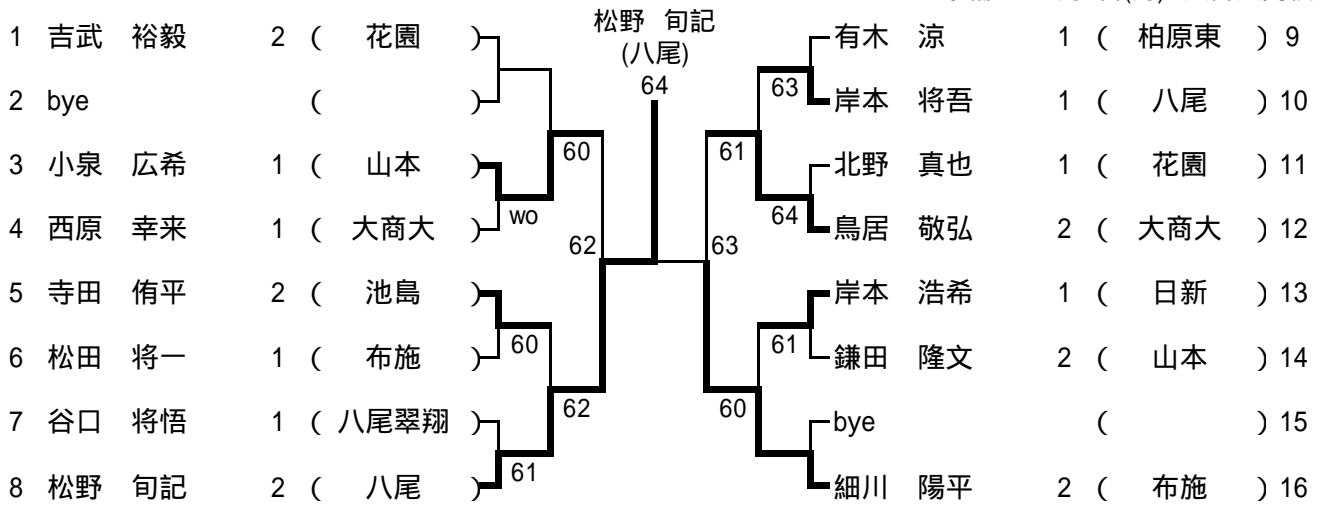 松野 旬記
(八尾)
64
1 吉武 裕毅 2 ( 花園 )
2 bye ( )
3 小泉 広希 1 ( 山本 )
4 西原 幸来 1 ( 大商大 )
5 寺田 侑平 2 ( 池島 )
6 松田 将一 1 ( 布施 )
7 谷口 将悟 1 ( 八尾翠翔 )
8 松野 旬記 2 ( 八尾 )
60
wo
62
60
62
61
有木 涼 1 ( 柏原東 ) 9
岸本 将吾 1 ( 八尾 ) 10
北野 真也 1 ( 花園 ) 11
鳥居 敬弘 2 ( 大商大 ) 12
岸本 浩希 1 ( 日新 ) 13
鎌田 隆文 2 ( 山本 ) 14
bye ( ) 15
細川 陽平 2 ( 布施 ) 16
63
61
64
63
61
60